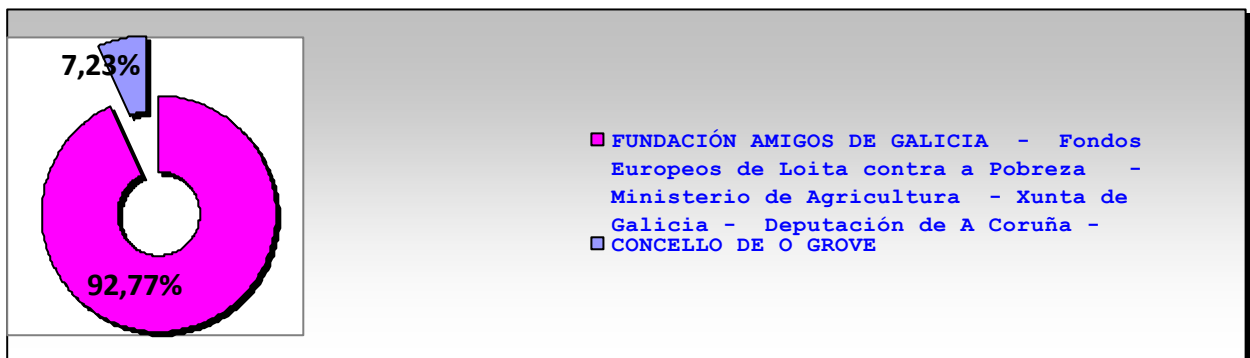 7,23%
92,77%
FUNDACIÓN AMIGOS DE GALICIA - Fondos
Europeos de Loita contra a Pobreza -
Ministerio de Agricultura - Xunta de
Galicia - Deputación de A Coruña -
CONCELLO DE O GROVE